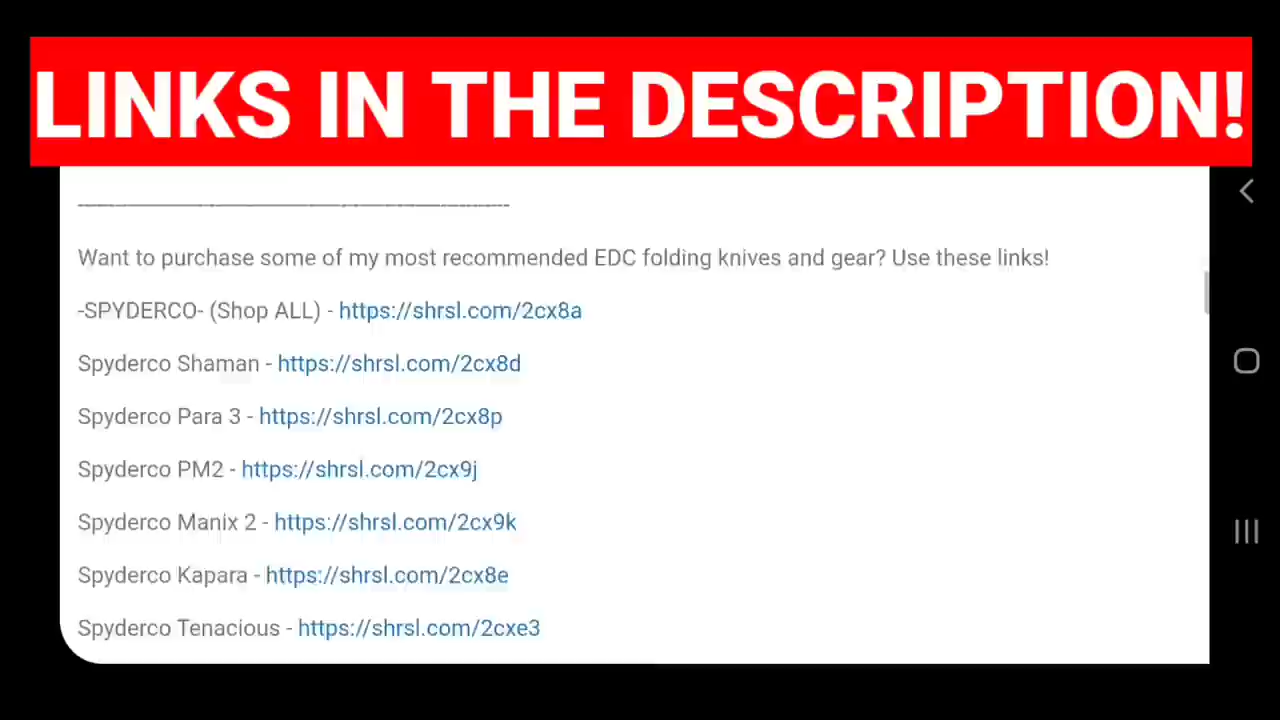 LINKS IN THE DESCRIPTION!
Want to purchase some of my most recommended EDC folding knives and gear? Use these links!
-SPYDERCO- (Shop ALL) - https://shrsl.com/2cx8a
Spyderco Shaman - https://shrsl.com/2cx8d
Spyderco Para 3 - https://shrsl.com/2cx8p
Spyderco PM2 - https://shrsl.com/2cx9j
Spyderco Manix 2 - https://shrsl.com/2cx9k
Spyderco Kapara - https://shrsl.com/2cx8e
Spyderco Tenacious - https://shrsl.com/2cxe3